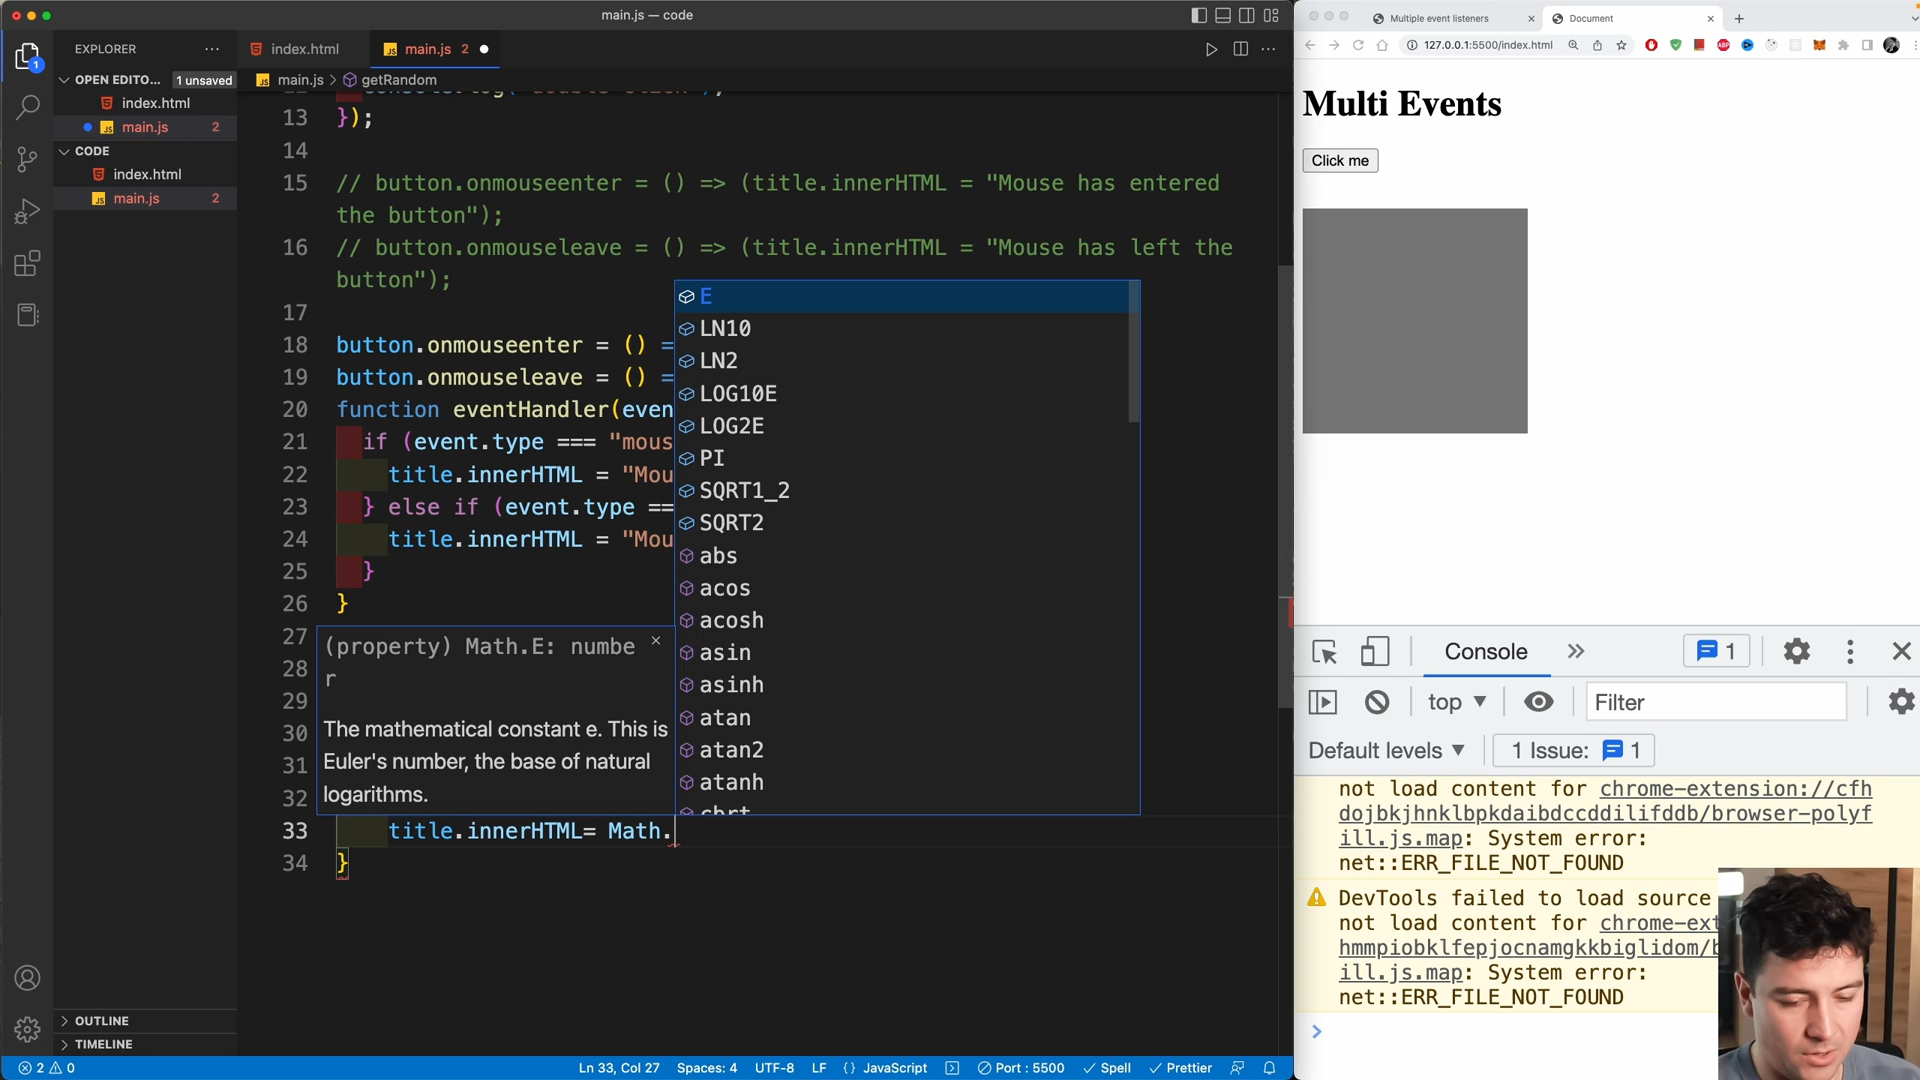 main.js — code
EXPLORER
OPEN EDITO...
1 unsaved
index.html
main.js 2
CODE
index.html
main.js 2
OUTLINE
TIMELINE
index.html
main.js 2
main.js > getRandom
13 });
14
15 // button.onmouseenter = () => (title.innerHTML = "Mouse has entered
the button");
16 // button.onmouseleave = () => (title.innerHTML = "Mouse has left the
button");
17
18 button.onmouseenter = () =
19 button.onmouseleave = () =
20 function eventHandler(even
21 if (event.type === "mous
22 title.innerHTML = "Mou
23 } else if (event.type ==
24 title.innerHTML = "Mou
25 }
26 }
27
28
29
30
31
32
33 title.innerHTML= Math.
34 }
(property) Math.E: numbe
r
The mathematical constant e. This is
Euler's number, the base of natural
logarithms.
E
LN10
LN2
LOG10E
LOG2E
PI
SQRT1_2
SQRT2
abs
acos
acosh
asin
asinh
atan
atan2
atanh
cbrt
2 0
Ln 33, Col 27
Spaces: 4
UTF-8
LF
{} JavaScript
Port : 5500
Spell
Prettier
Multiple event listeners
Document
127.0.0.1:5500/index.html
Multi Events
Click me
Console
1
top
Filter
Default levels
1 Issue: 1
not load content for chrome-extension://cfh
dojbkjhnklbpkdaibdccddilifddb/browser-polyf
ill.js.map: System error:
net::ERR_FILE_NOT_FOUND
DevTools failed to load source
not load content for chrome-ext
hmmpiobklfepjocnamgkkbiglidom/b
ill.js.map: System error:
net::ERR_FILE_NOT_FOUND